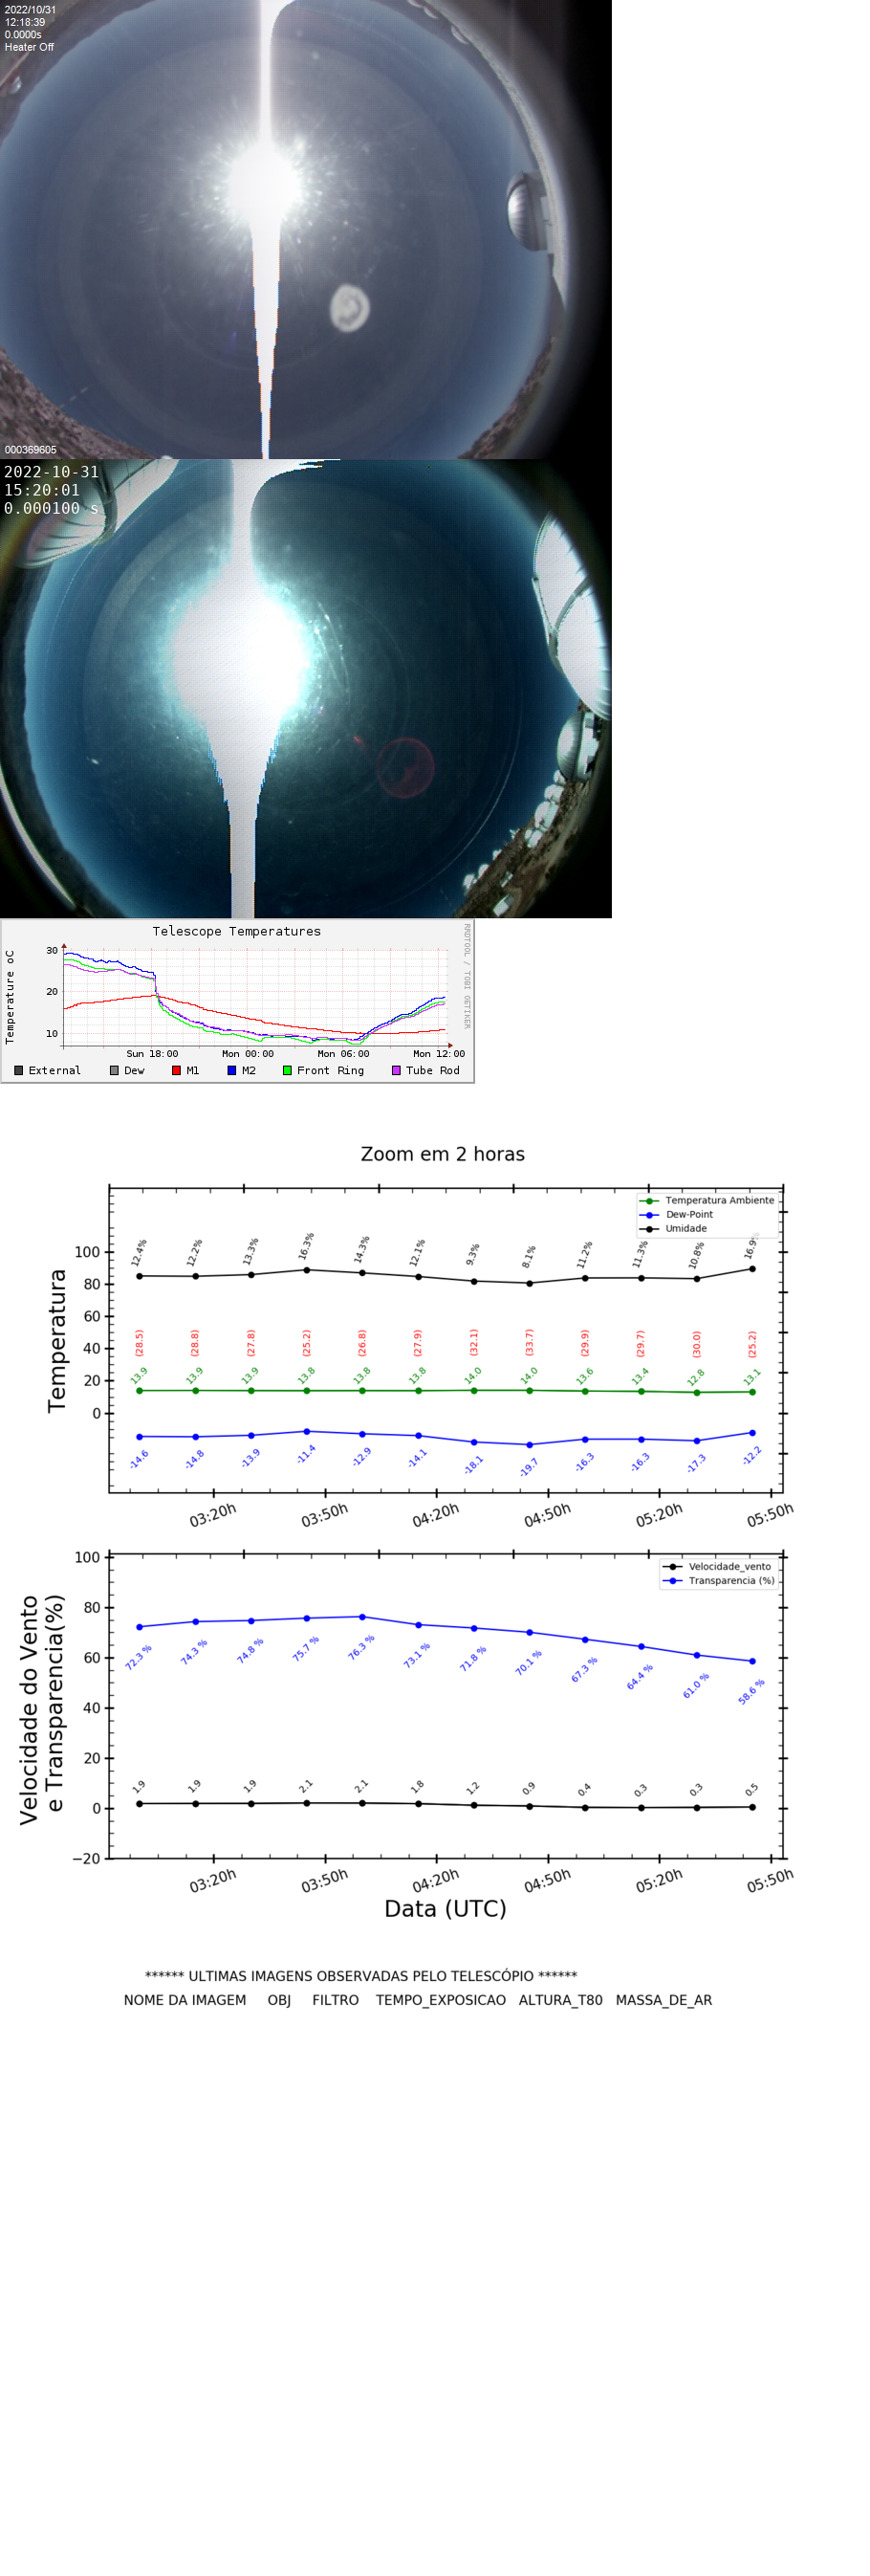 2022/10/31
12:18:39
0.0000s
Heater Off
000369605
2022-10-31
15:20:01
0.000100 s
Telescope Temperatures
RRDTOOL / TOBI OETIKER
Temperature oC
30
20
10
Sun 18:00 Mon 00:00 Mon 06:00 Mon 12:00
External Dew M1 M2 Front Ring Tube Rod
Zoom em 2 horas
Temperatura Ambiente
Dew-Point
Umidade
Temperatura
100
80
60
40
20
0
12.4% 12.2% 13.3% 16.3% 14.3% 12.1% 9.3% 8.1% 11.2% 11.3% 10.8% 16.9%
(28.5) (28.8) (27.8) (25.2) (26.8) (27.9) (32.1) (33.7) (29.9) (29.7) (30.0) (25.2)
13.9 13.9 13.9 13.8 13.8 13.8 14.0 14.0 13.6 13.4 12.8 13.1
-14.6 -14.8 -13.9 -11.4 -12.9 -14.1 -18.1 -19.7 -16.3 -16.3 -17.3 -12.2
03:20h 03:50h 04:20h 04:50h 05:20h 05:50h
Velocidade_vento
Transparencia (%)
Velocidade do Vento
e Transparencia(%)
100
80
60
40
20
0
−20
72.3 % 74.3 % 74.8 % 75.7 % 76.3 % 73.1 % 71.8 % 70.1 % 67.3 % 64.4 % 61.0 % 58.6 %
1.9 1.9 1.9 2.1 2.1 1.8 1.2 0.9 0.4 0.3 0.3 0.5
03:20h 03:50h 04:20h 04:50h 05:20h 05:50h
Data (UTC)
****** ULTIMAS IMAGENS OBSERVADAS PELO TELESCÓPIO ******
NOME DA IMAGEM OBJ FILTRO TEMPO_EXPOSICAO ALTURA_T80 MASSA_DE_AR